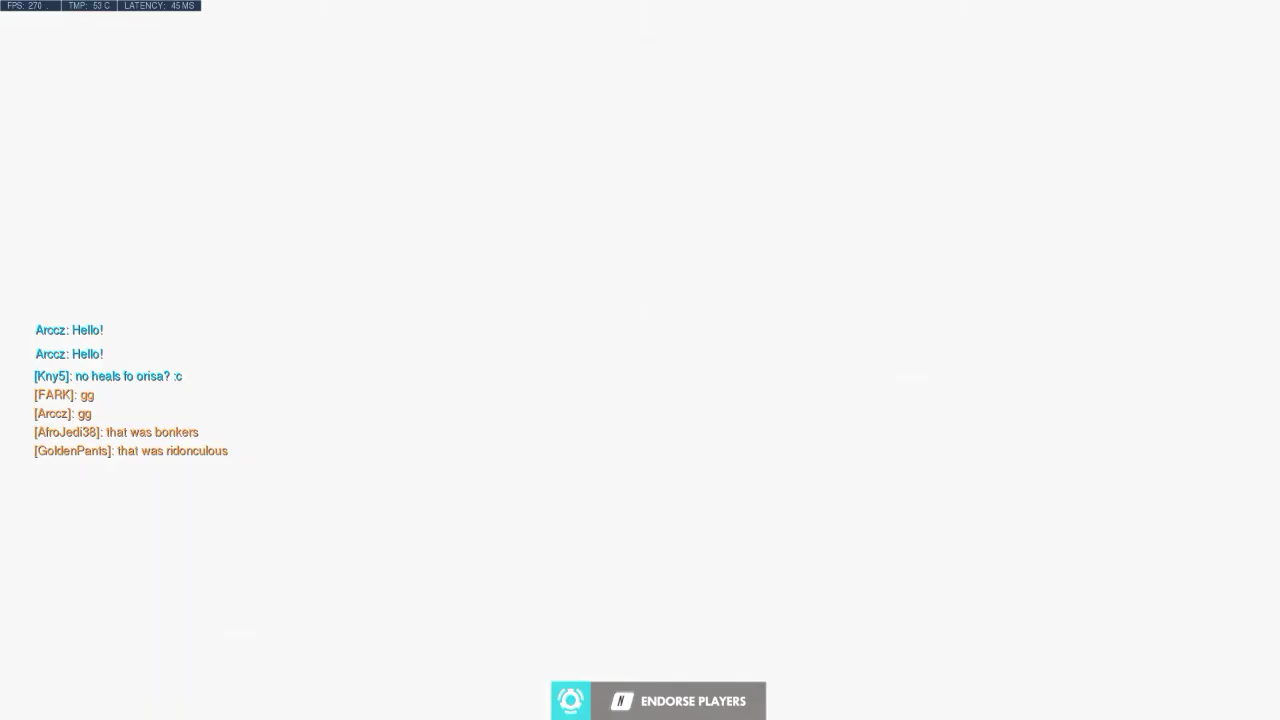 FPS: 270 . TMP: 53 C LATENCY: 45 MS
Arccz: Hello!
Arccz: Hello!
[Kny5]: no heals fo orisa? :c
[FARK]: gg
[Arccz]: gg
[AfroJedi38]: that was bonkers
[GoldenPants]: that was ridonculous
N ENDORSE PLAYERS